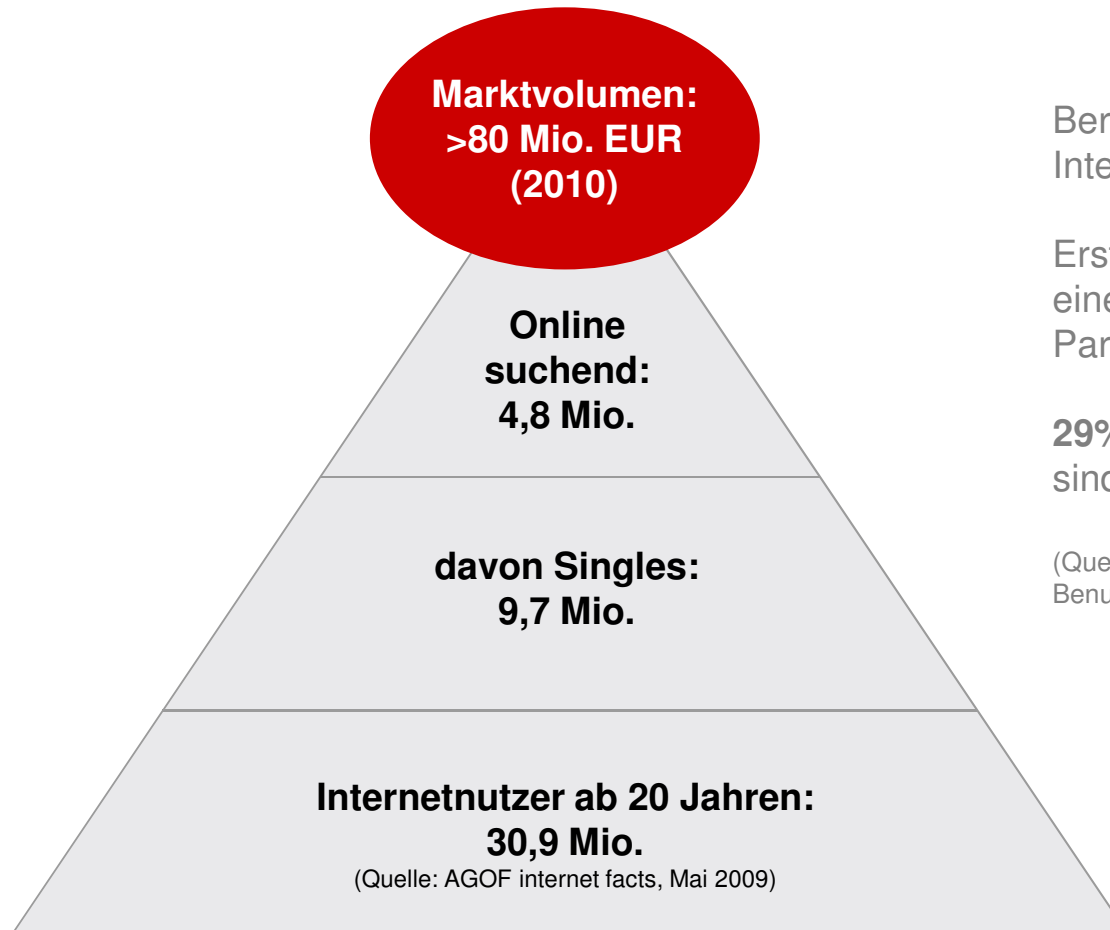 Marktvolumen:
>80 Mio. EUR
(2010)
Online
suchend:
4,8 Mio.
davon Singles:
9,7 Mio.
Internetnutzer ab 20 Jahren:
30,9 Mio.
(Quelle: AGOF internet facts, Mai 2009)
29%